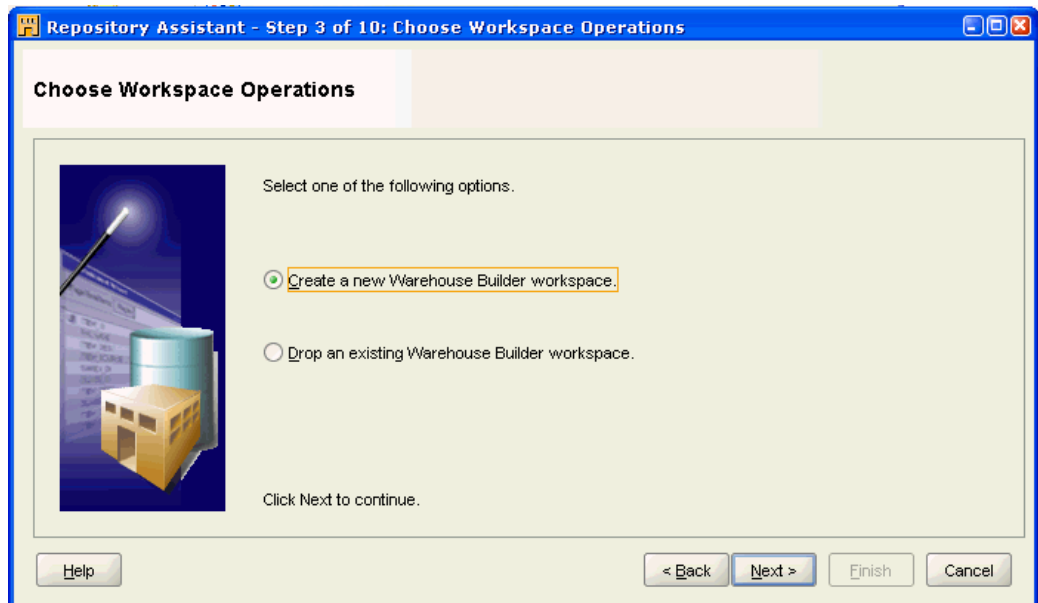 Repository Assistant - Step 3 of 10: Choose Workspace Operations
Choose Workspace Operations
Select one of the following options.
Create a new Warehouse Builder workspace.
Drop an existing Warehouse Builder workspace.
Click Next to continue.
Help
< Back
Next >
Finish
Cancel